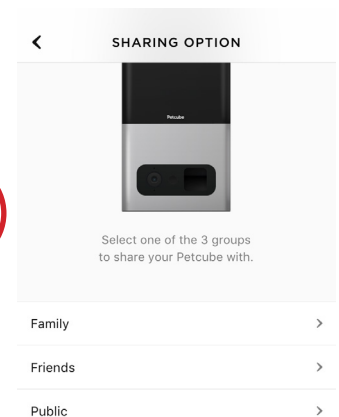 SHARING OPTION
Petcube
Select one of the 3 groups
to share your Petcube with.
Family
Friends
Public